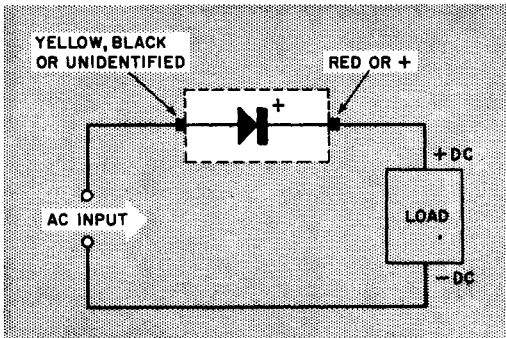 YELLOW, BLACK
OR UNIDENTIFIED
RED OR +
+
+ DC
AC INPUT
LOAD
- DC